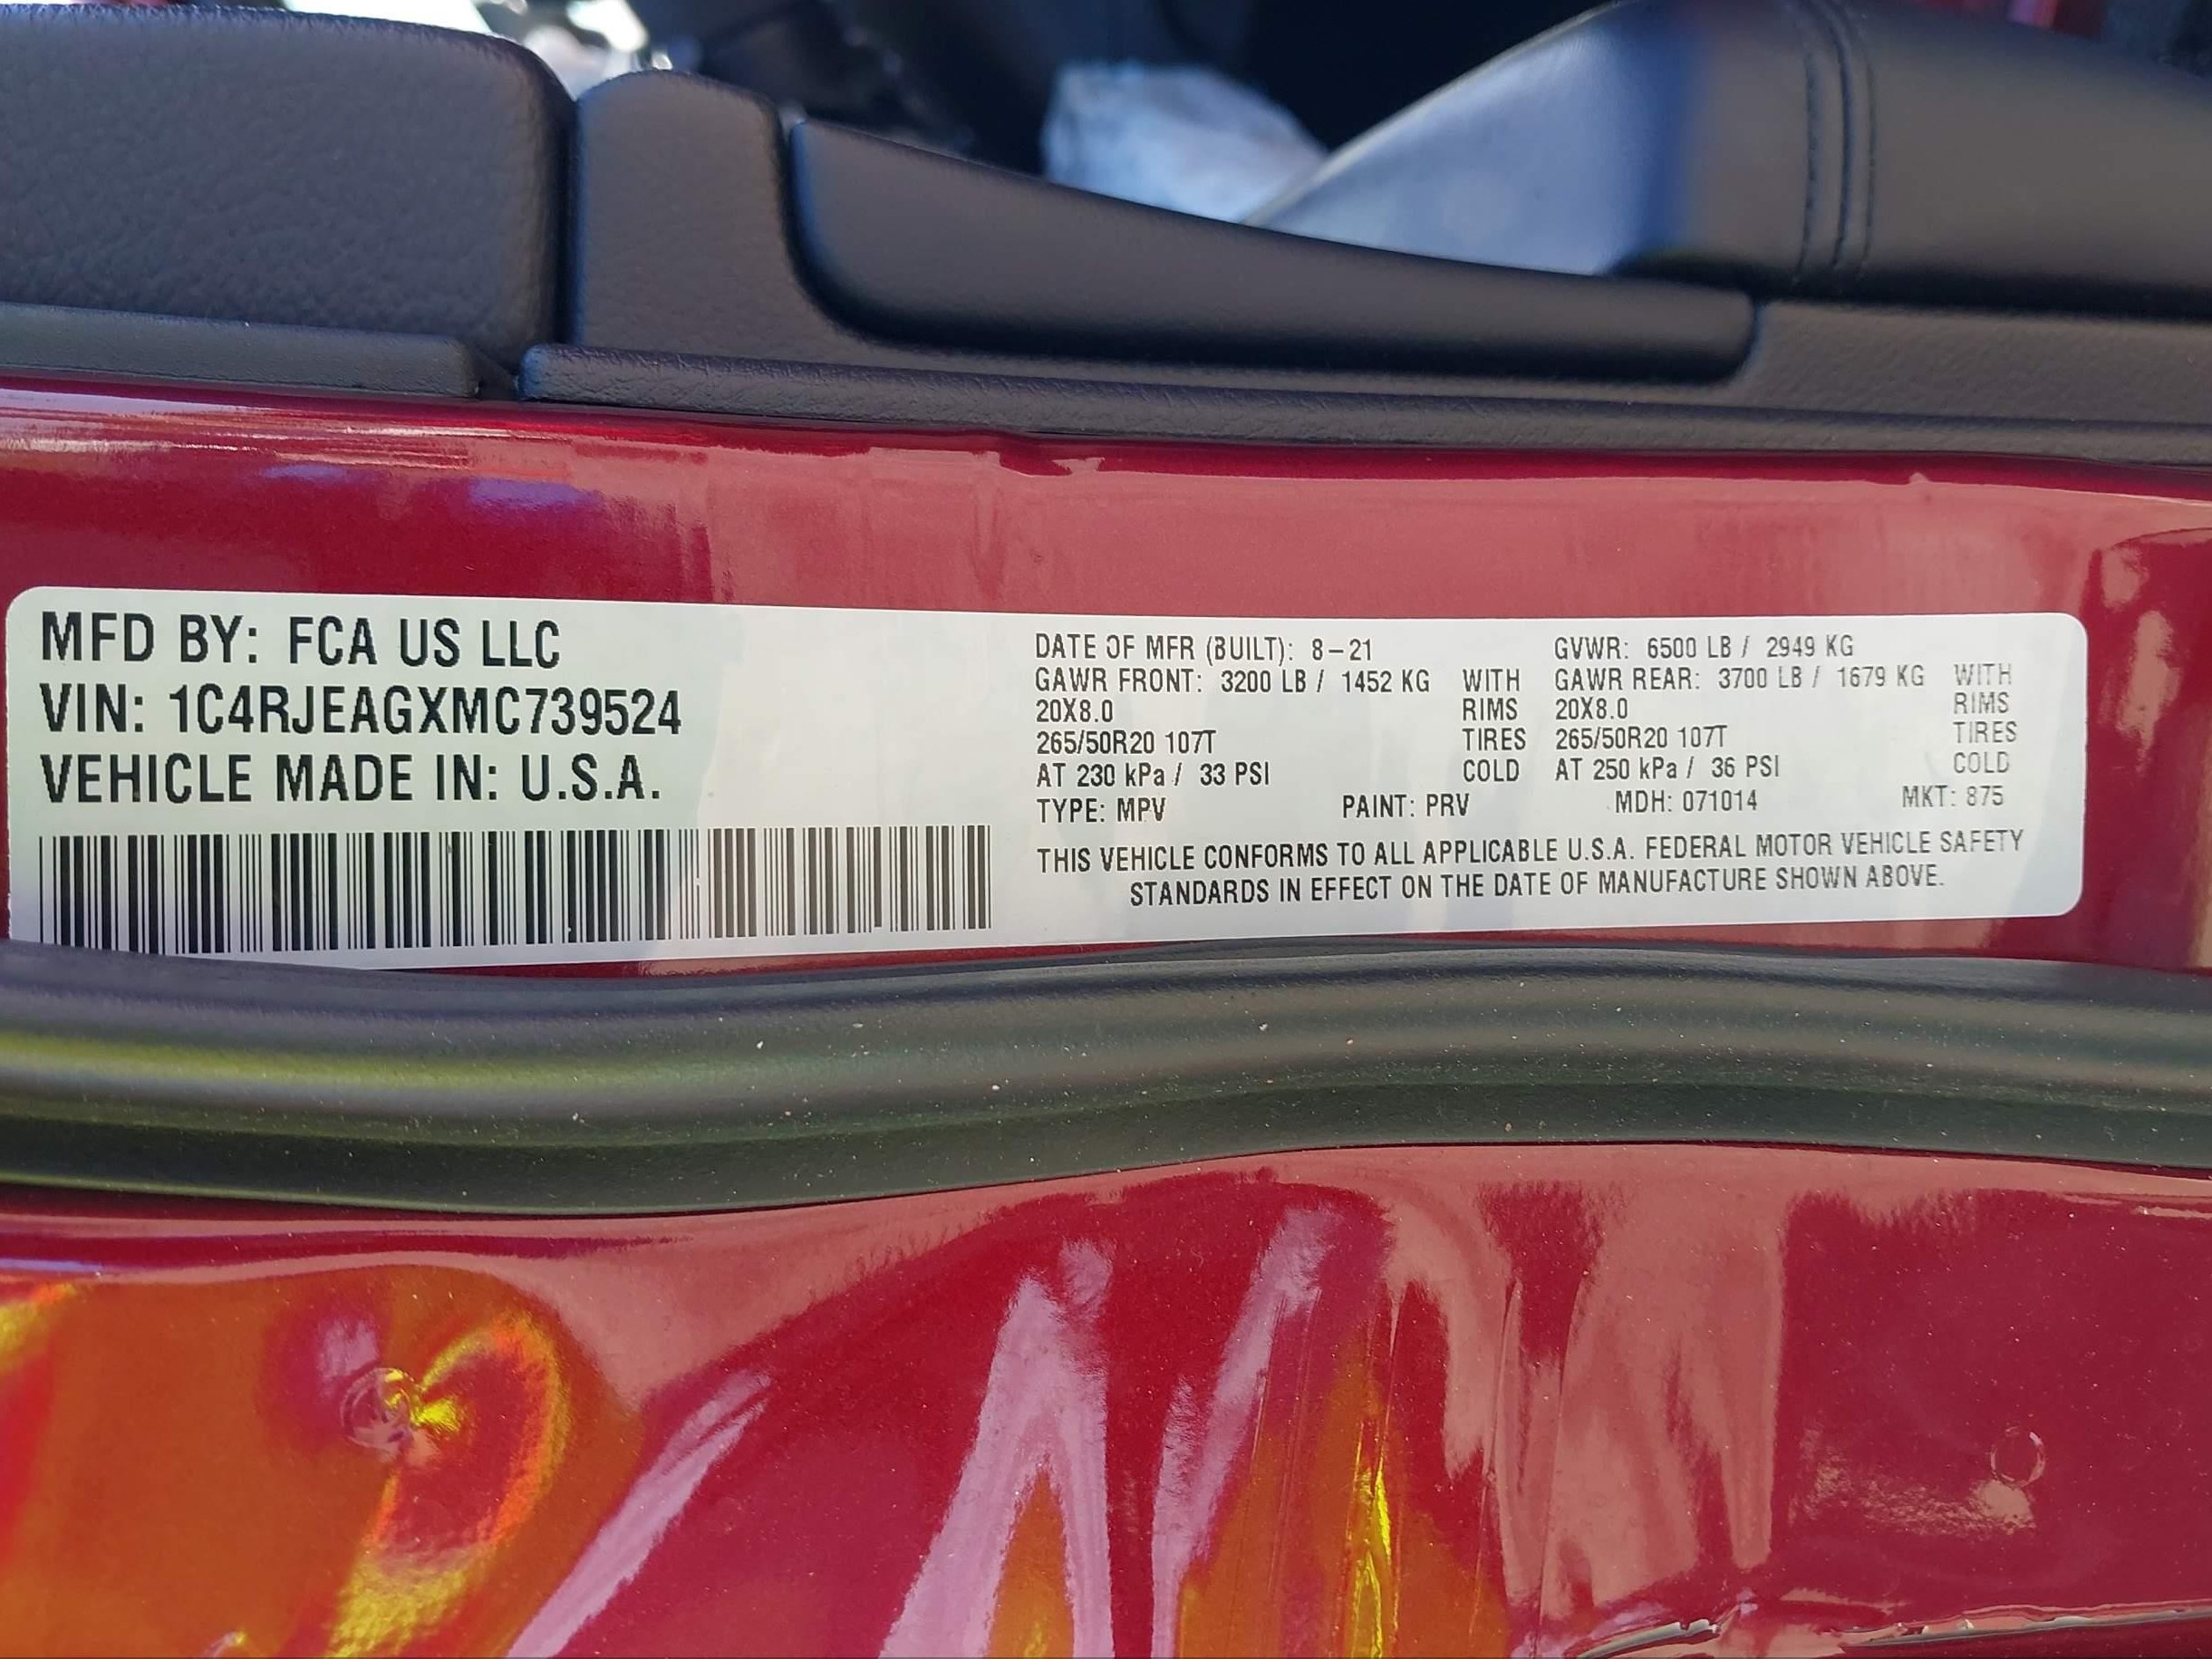 MFD BY: FCA US LLC
VIN: 1C4RJEAGXMC739524
VEHICLE MADE IN: U.S.A.
DATE OF MFR (BUILT): 8-21 GVWR: 6500 LB / 2949 KG
GAWR FRONT: 3200 LB / 1452 KG WITH GAWR REAR: 3700 LB / 1679 KG WITH
20X8.0 RIMS 20X8.0 RIMS
265/50R20 107T TIRES 265/50R20 107T TIRES
AT 230 kPa / 33 PSI COLD AT 250 kPa / 36 PSI COLD
TYPE: MPV PAINT: PRV MDH: 071014 MKT: 875
THIS VEHICLE CONFORMS TO ALL APPLICABLE U.S.A. FEDERAL MOTOR VEHICLE SAFETY
STANDARDS IN EFFECT ON THE DATE OF MANUFACTURE SHOWN ABOVE.